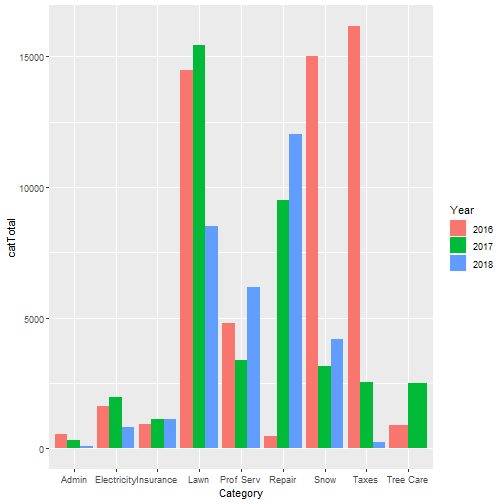 15000
10000
5000
0
catTotal
Admin Electricity Insurance Lawn Prof Serv Repair Snow Taxes Tree Care
Category
Year
2016
2017
2018